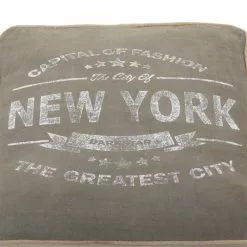 CAPITAL OF FASHION
The City Of
NEW YORK
THE GREATEST CITY